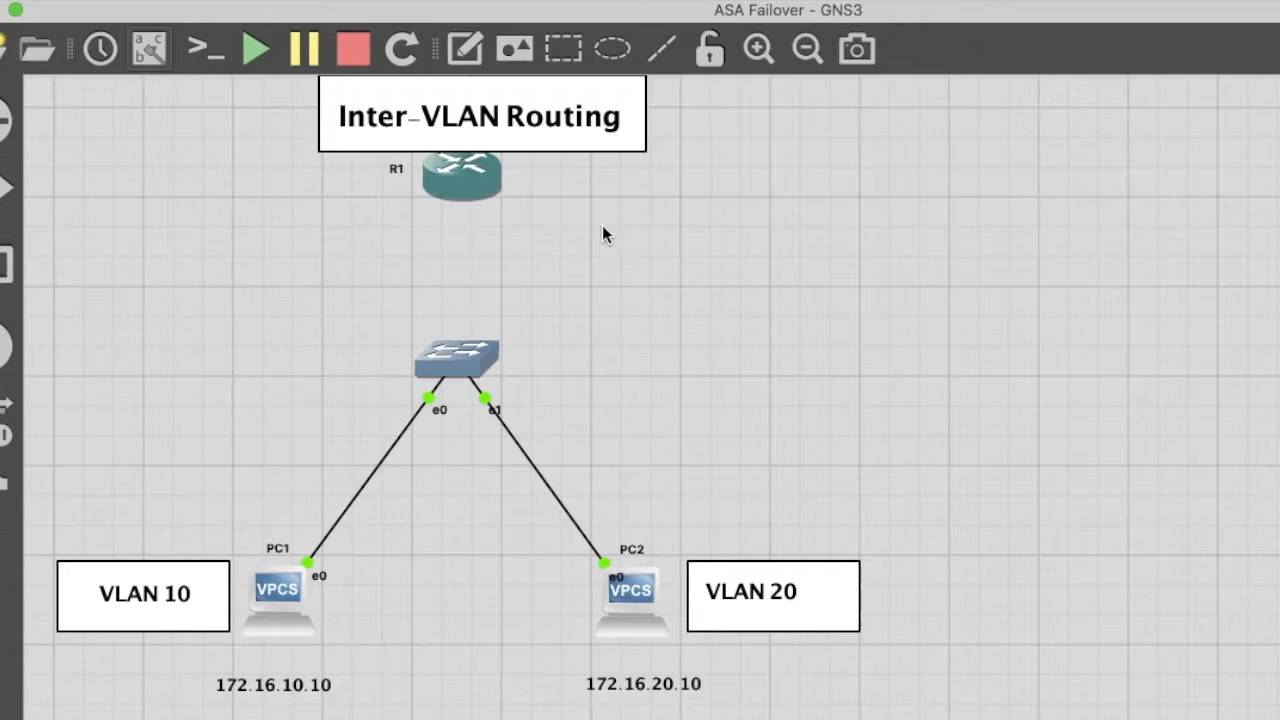 ASA Failover - GNS3
a c
b
>_
Inter-VLAN Routing
R1
e0
e1
PC1
PC2
e0
e0
VPCS
VPCS
VLAN 10
VLAN 20
172.16.10.10
172.16.20.10